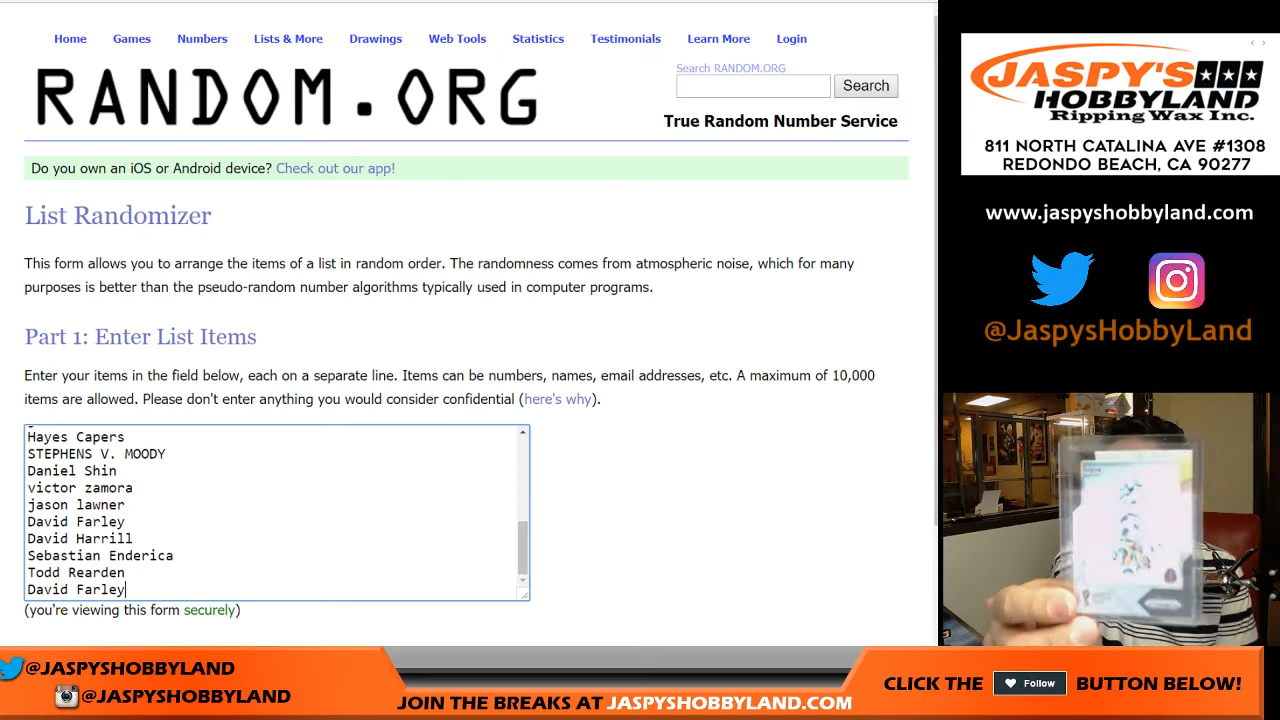 Home Games Numbers Lists & More Drawings Web Tools Statistics Testimonials Learn More Login
RANDOM.ORG
Search RANDOM.ORG
Search
True Random Number Service
Do you own an iOS or Android device? Check out our app!
List Randomizer
This form allows you to arrange the items of a list in random order. The randomness comes from atmospheric noise, which for many
purposes is better than the pseudo-random number algorithms typically used in computer programs.
Part 1: Enter List Items
Enter your items in the field below, each on a separate line. Items can be numbers, names, email addresses, etc. A maximum of 10,000
items are allowed. Please don't enter anything you would consider confidential (here's why).
Hayes Capers
STEPHENS V. MOODY
Daniel Shin
victor zamora
jason lawner
David Farley
David Harrill
Sebastian Enderica
Todd Rearden
David Farley
(you're viewing this form securely)
JASPY'S
HOBBYLAND
Ripping Wax Inc.
811 NORTH CATALINA AVE #1308
REDONDO BEACH, CA 90277
www.jaspyshobbyland.com
@JaspysHobbyLand
@JASPYSHOBBYLAND
@JASPYSHOBBYLAND
JOIN THE BREAKS AT JASPYSHOBBYLAND.COM
CLICK THE Follow BUTTON BELOW!